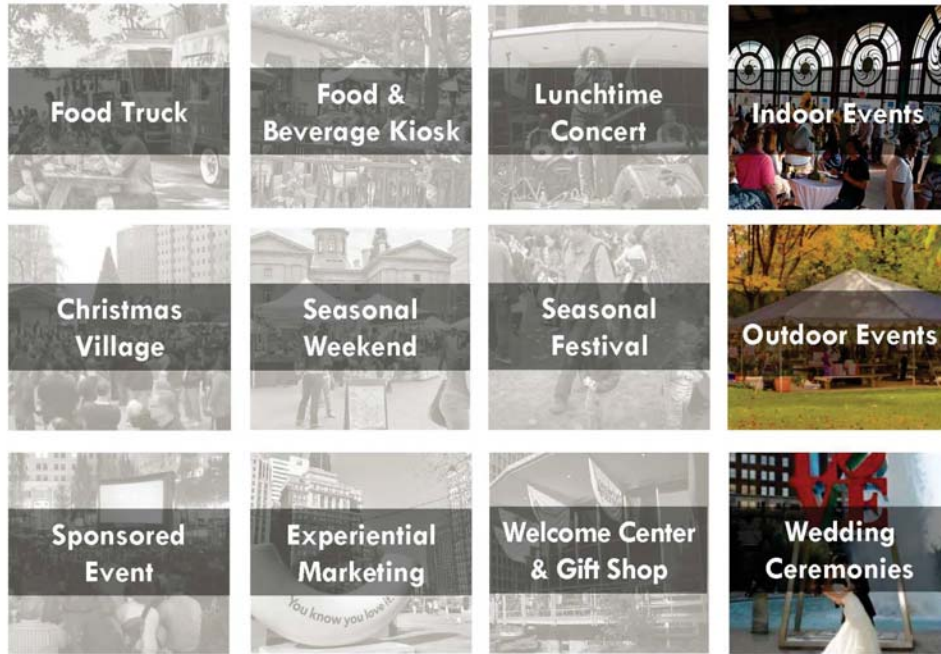 Food Truck
Food &
Beverage Kiosk
Lunchtime
Concert
Indoor Events
Christmas
Village
Seasonal
Weekend
Seasonal
Festival
Outdoor Events
Sponsored
Event
Experiential
Marketing
You know you love it.
Welcome Center
& Gift Shop
VE
Wedding
Ceremonies